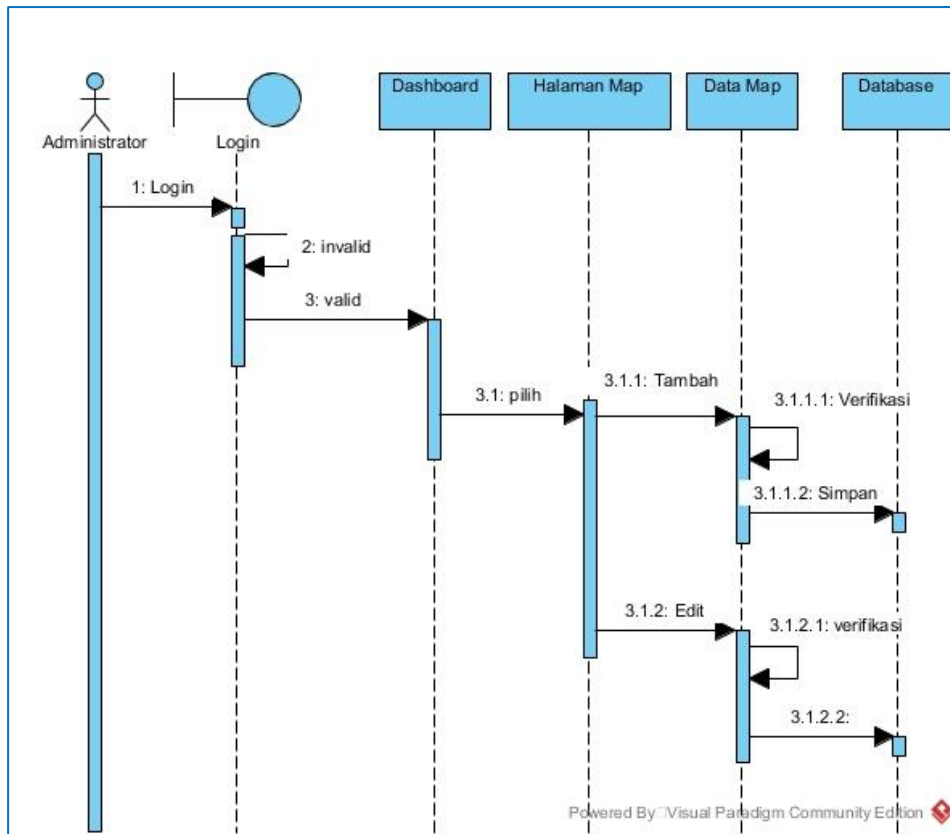 Dashboard
Halaman Map
Data Map
Database
Administrator
Login
1: Login
2: invalid
3: valid
3.1: pilih
3.1.1: Tambah
3.1.1.1: Verifikasi
3.1.1.2: Simpan
3.1.2: Edit
3.1.2.1: verifikasi
3.1.2.2:
Powered By Visual Paradigm Community Edition